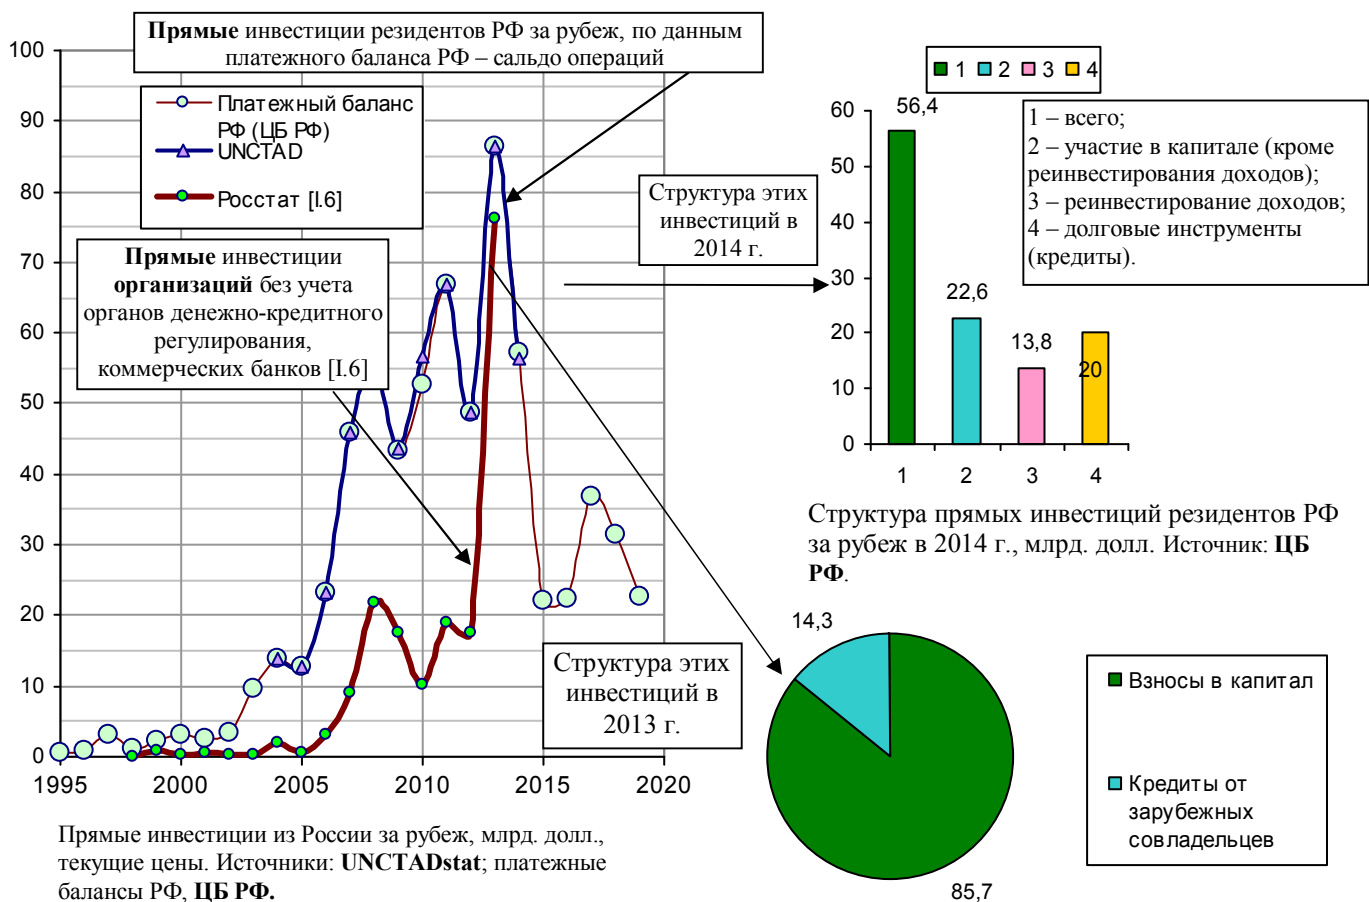 Прямые инвестиции резидентов РФ за рубеж, по данным
платежного баланса РФ – сальдо операций
100
90
80
70
60
50
40
30
20
10
0
1995
2000
2005
2010
2015
2020
Платежный баланс
РФ (ЦБ РФ)
UNCTAD
Росстат [I.6]
Прямые инвестиции
организаций без учета
органов денежно-кредитного
регулирования,
коммерческих банков [I.6]
Структура этих
инвестиций в
2014 г.
Структура этих
инвестиций в
2013 г.
Прямые инвестиции из России за рубеж, млрд. долл.,
текущие цены. Источники: UNCTADstat; платежные
балансы РФ, ЦБ РФ.
1 2 3 4
60
50
40
30
20
10
0
56,4
22,6
13,8
20
1 2 3 4
1 – всего;
2 – участие в капитале (кроме
реинвестирования доходов);
3 – реинвестирование доходов;
4 – долговые инструменты
(кредиты).
Структура прямых инвестиций резидентов РФ
за рубеж в 2014 г., млрд. долл. Источник: ЦБ
РФ.
14,3
85,7
Взносы в капитал
Кредиты от
зарубежных
совладельцев